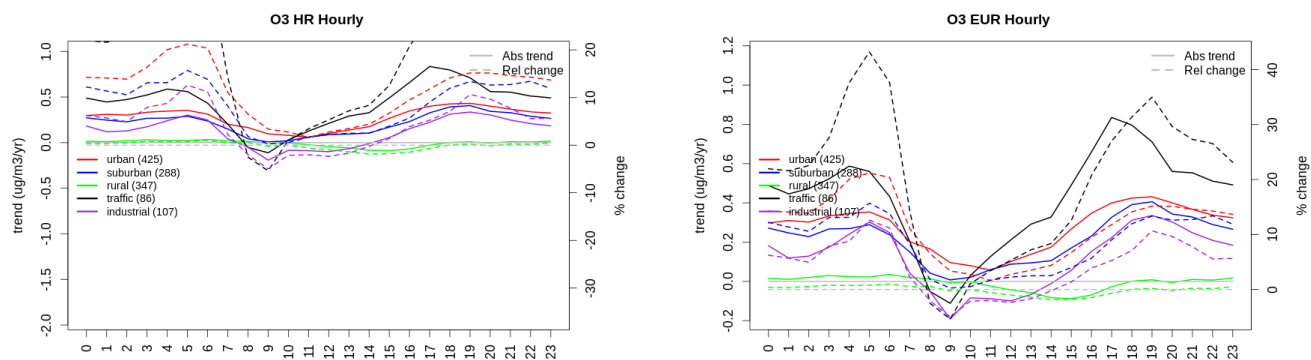 O3 HR Hourly
trend (ug/m3/yr)
1.0
0.5
0.0
-0.5
-1.0
-1.5
-2.0
Abs trend
Rel change
urban (425)
suburban (288)
rural (347)
traffic (86)
industrial (107)
20
10
0
-10
-20
-30
% change
0 1 2 3 4 5 6 7 8 9 10 11 12 13 14 15 16 17 18 19 20 21 22 23
O3 EUR Hourly
trend (ug/m3/yr)
1.2
1.0
0.8
0.6
0.4
0.2
0.0
-0.2
Abs trend
Rel change
urban (425)
suburban (288)
rural (347)
traffic (86)
industrial (107)
40
30
20
10
0
% change
0 1 2 3 4 5 6 7 8 9 10 11 12 13 14 15 16 17 18 19 20 21 22 23